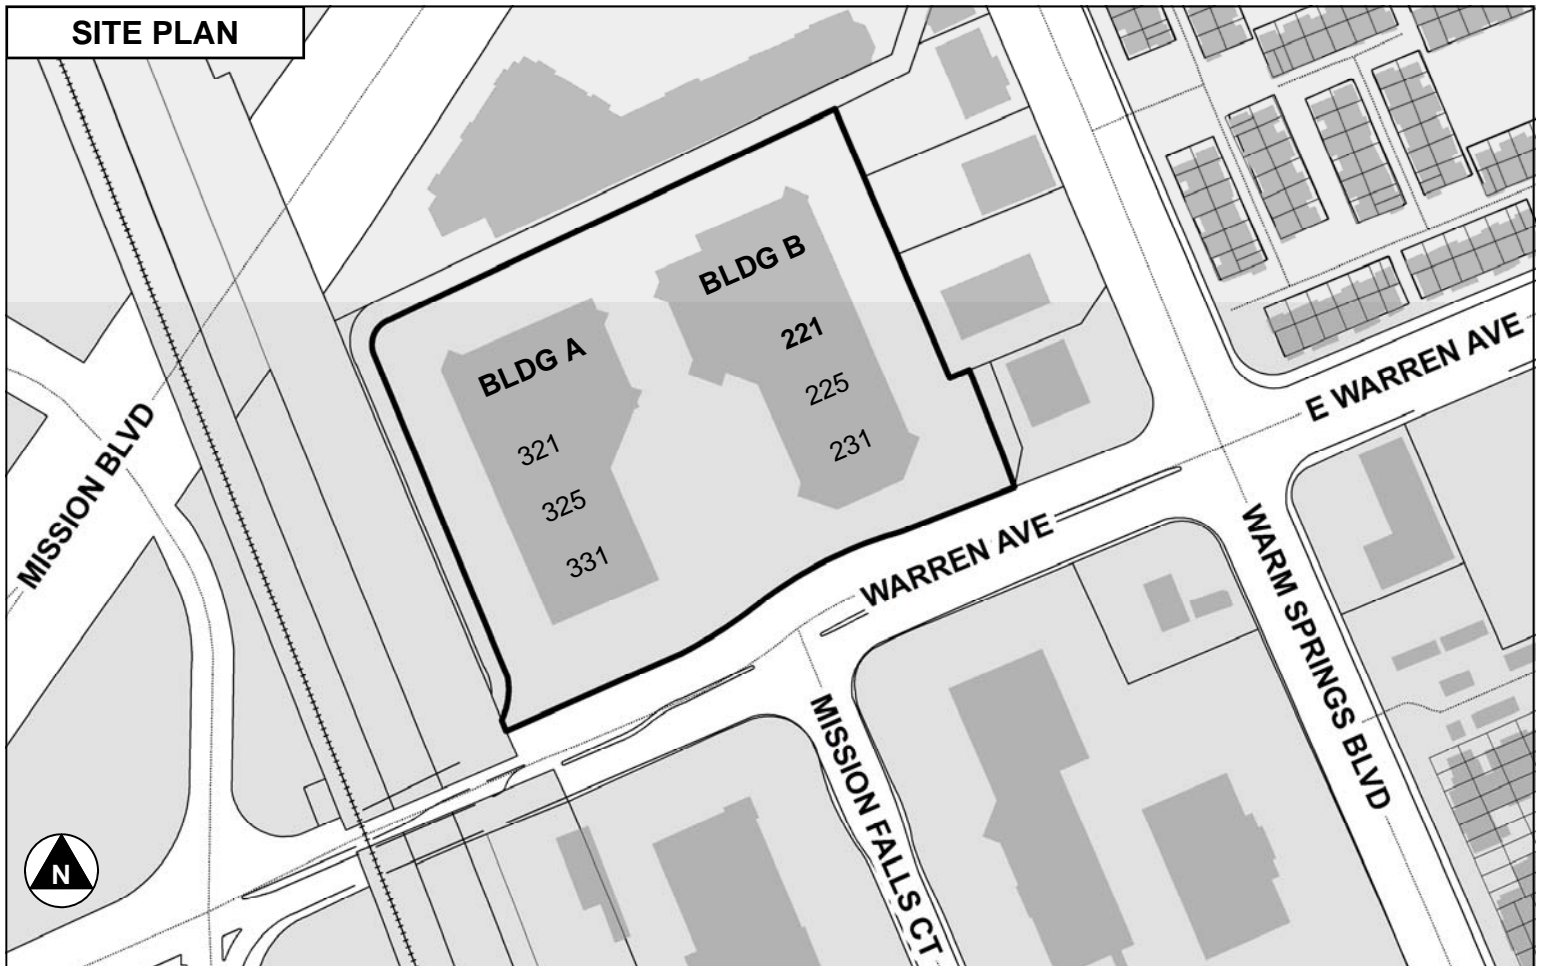 SITE PLAN
BLDG B
BLDG A
221
225
231
321
325
331
E WARREN AVE
MISSION BLVD
WARREN AVE
WARM SPRINGS BLVD
MISSION FALLS CT
N